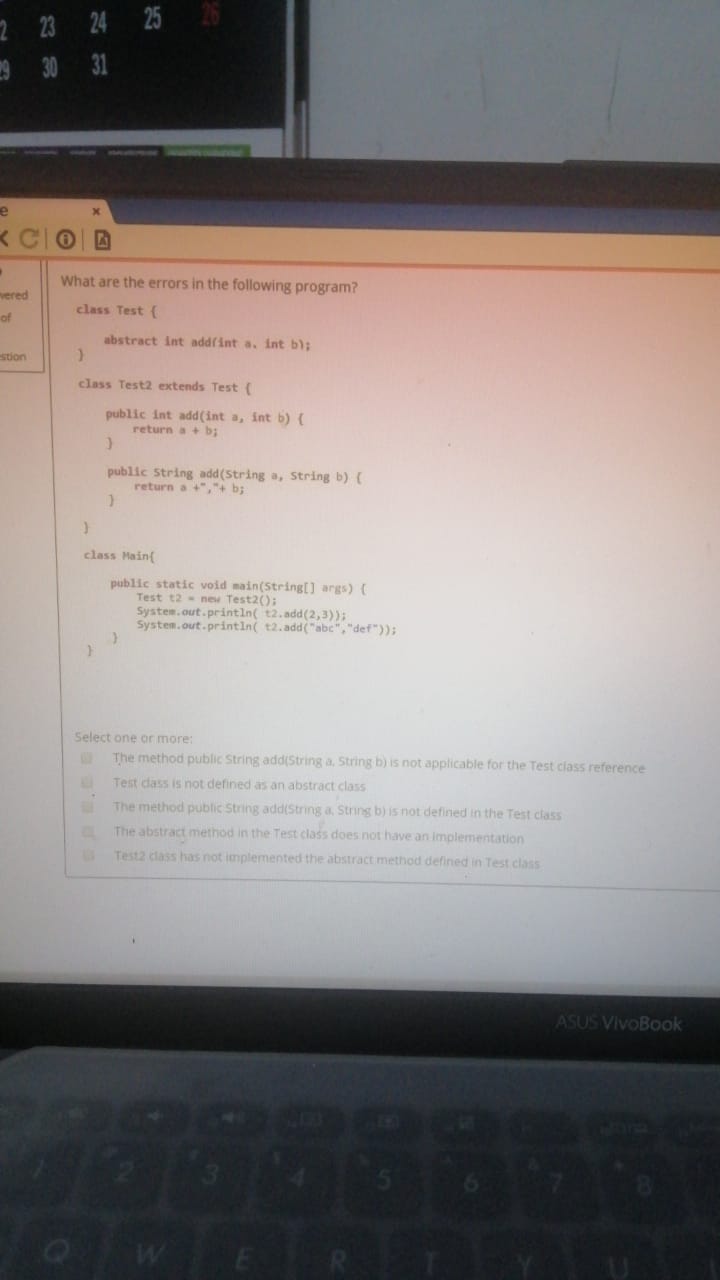 2 23 24 25 26
29 30 31
e ×
What are the errors in the following program?
vered
of
stion
class Test {
abstract int add(int a, int b);
}
class Test2 extends Test {
public int add(int a, int b) {
return a + b;
}
public String add(String a, String b) {
return a +","+ b;
}
}
class Main{
public static void main(String[] args) {
Test t2 = new Test2();
System.out.println( t2.add(2,3));
System.out.println( t2.add("abc","def"));
}
}
Select one or more:
The method public String add(String a, String b) is not applicable for the Test class reference
Test class is not defined as an abstract class
The method public String add(String a, String b) is not defined in the Test class
The abstract method in the Test class does not have an implementation
Test2 class has not implemented the abstract method defined in Test class
ASUS VivoBook
2 3 4 5 6 7 8
Q W E R T Y U